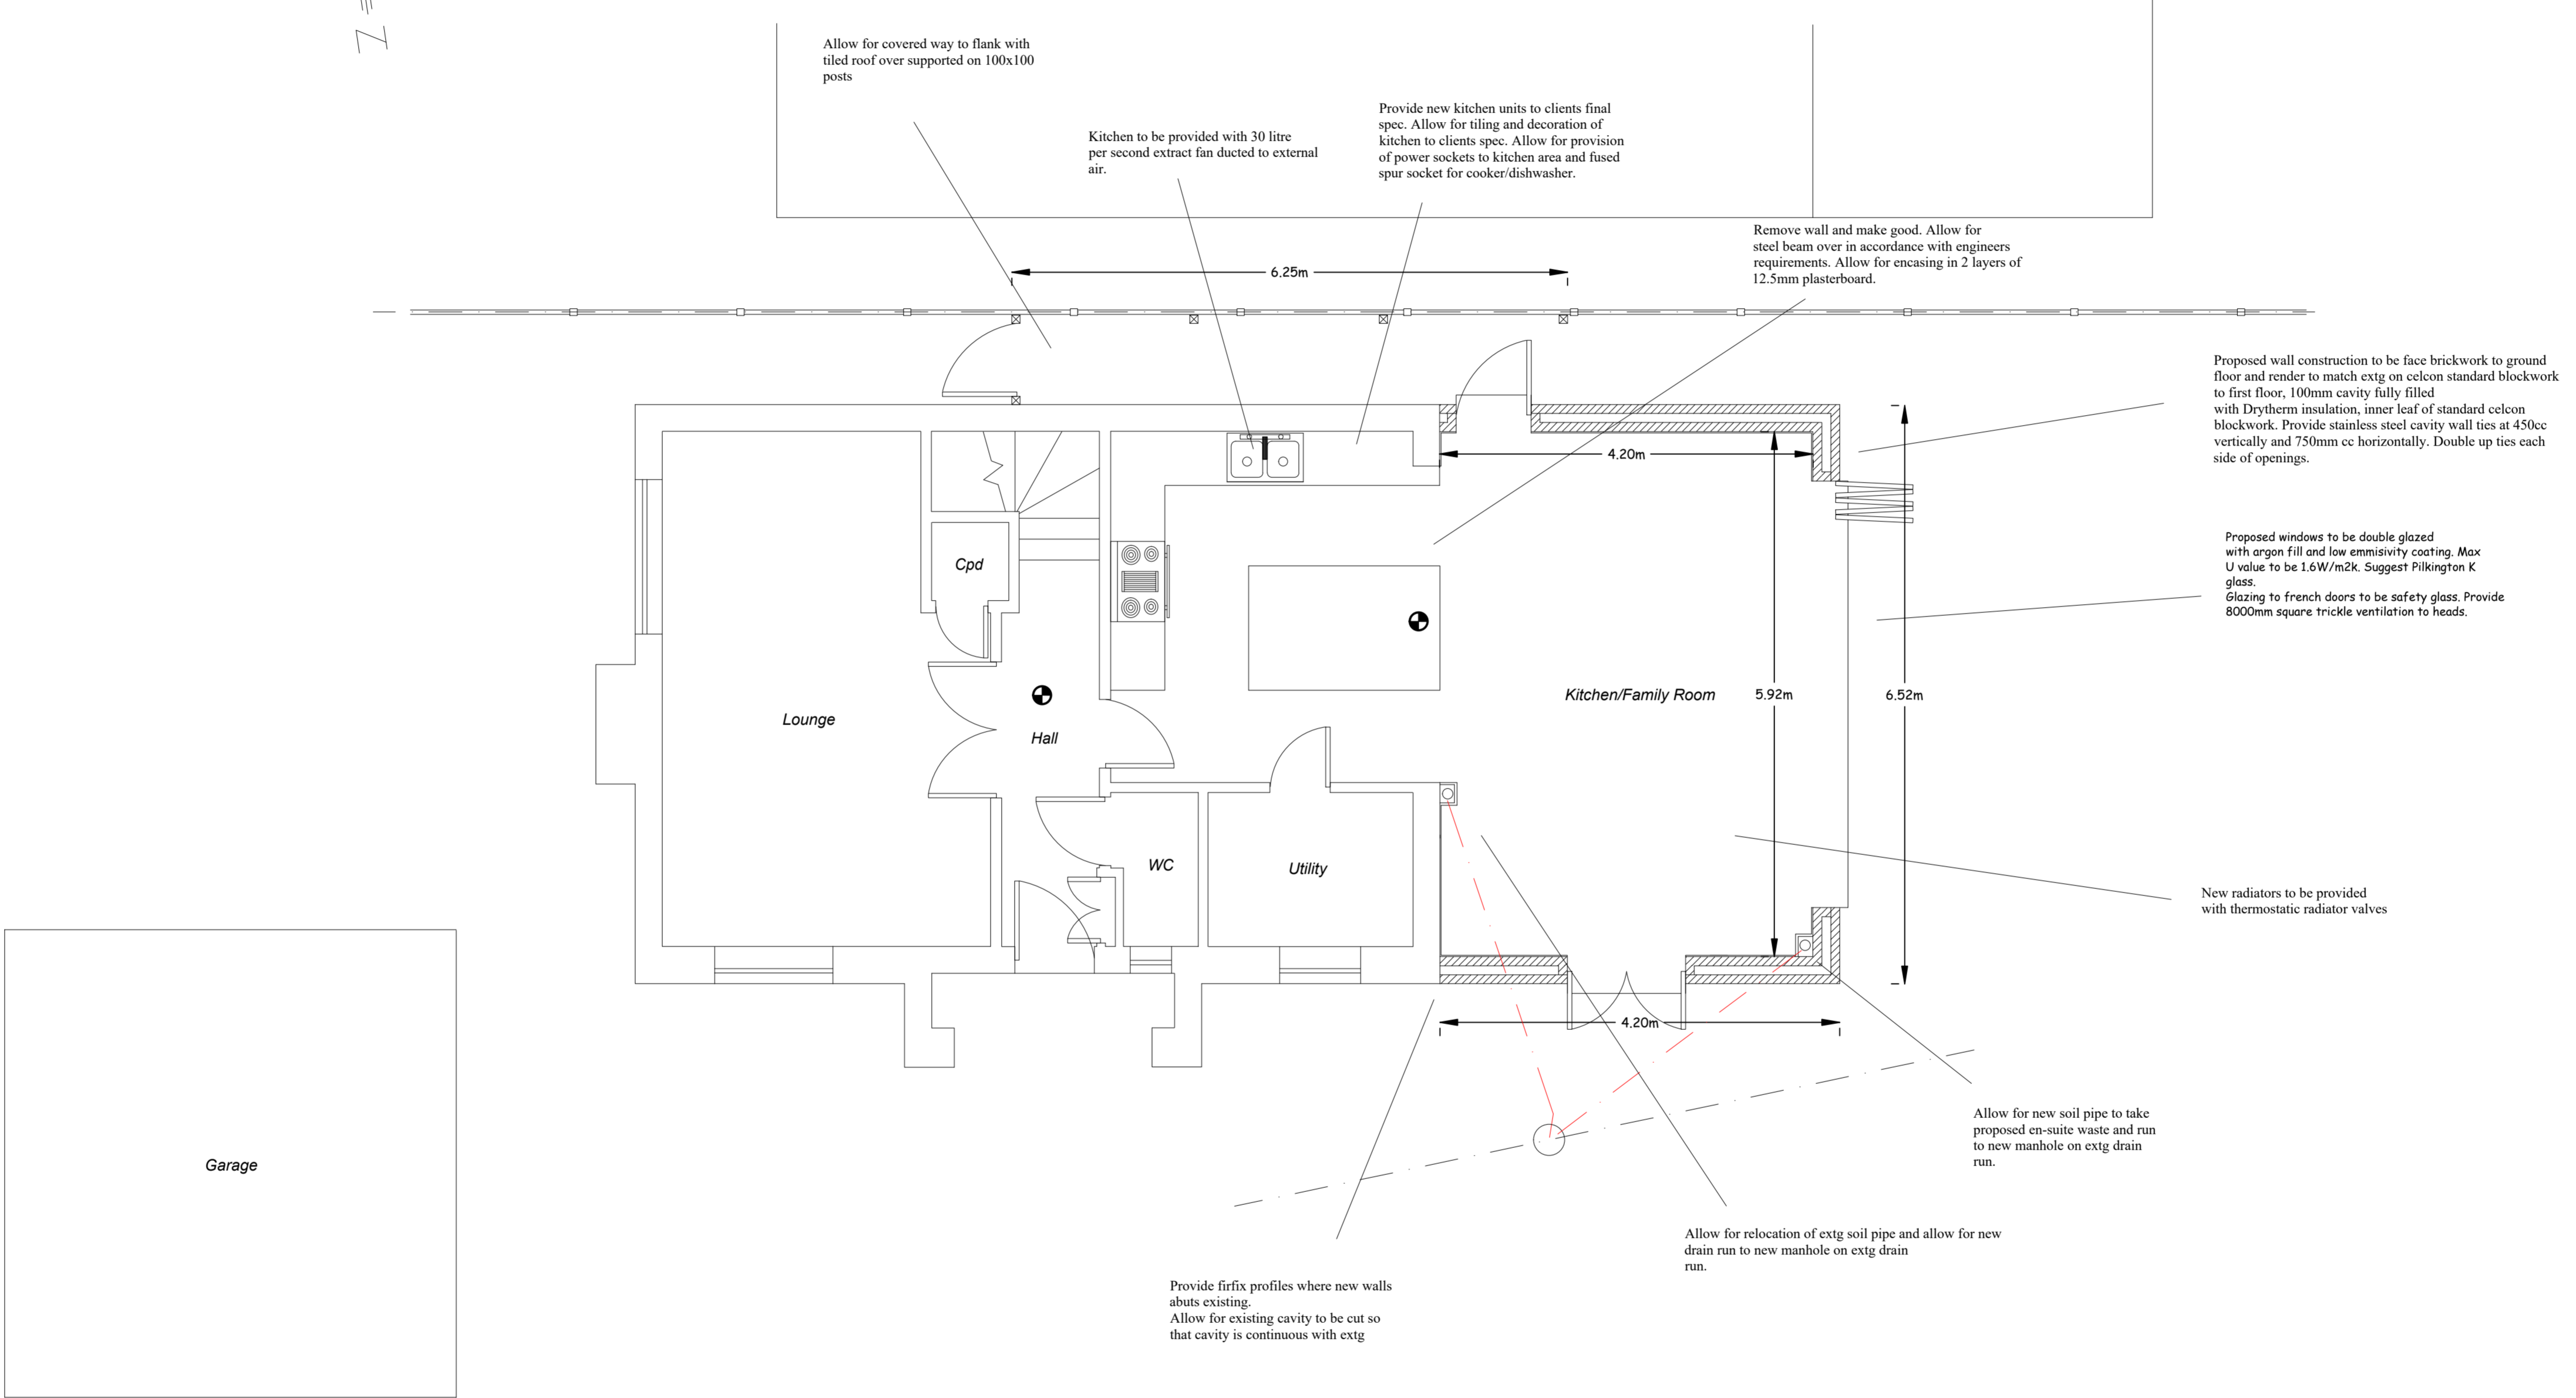 Z
Allow for covered way to flank with
tiled roof over supported on 100x100
posts
Kitchen to be provided with 30 litre
per second extract fan ducted to external
air.
Provide new kitchen units to clients final
spec. Allow for tiling and decoration of
kitchen to clients spec. Allow for provision
of power sockets to kitchen area and fused
spur socket for cooker/dishwasher.
Remove wall and make good. Allow for
steel beam over in accordance with engineers
requirements. Allow for encasing in 2 layers of
12.5mm plasterboard.
6.25m
Proposed wall construction to be face brickwork to ground
floor and render to match extg on celcon standard blockwork
to first floor, 100mm cavity fully filled
with Drytherm insulation, inner leaf of standard celcon
blockwork. Provide stainless steel cavity wall ties at 450cc
vertically and 750mm cc horizontally. Double up ties each
side of openings.
4.20m
Proposed windows to be double glazed
with argon fill and low emmisivity coating. Max
U value to be 1.6W/m2k. Suggest Pilkington K
glass.
Glazing to french doors to be safety glass. Provide
8000mm square trickle ventilation to heads.
Cpd
Kitchen/Family Room
5.92m
6.52m
Lounge
Hall
WC
Utility
New radiators to be provided
with thermostatic radiator valves
4.20m
Allow for new soil pipe to take
proposed en-suite waste and run
to new manhole on extg drain
run.
Garage
Allow for relocation of extg soil pipe and allow for new
drain run to new manhole on extg drain
run.
Provide firfix profiles where new walls
abuts existing.
Allow for existing cavity to be cut so
that cavity is continuous with extg